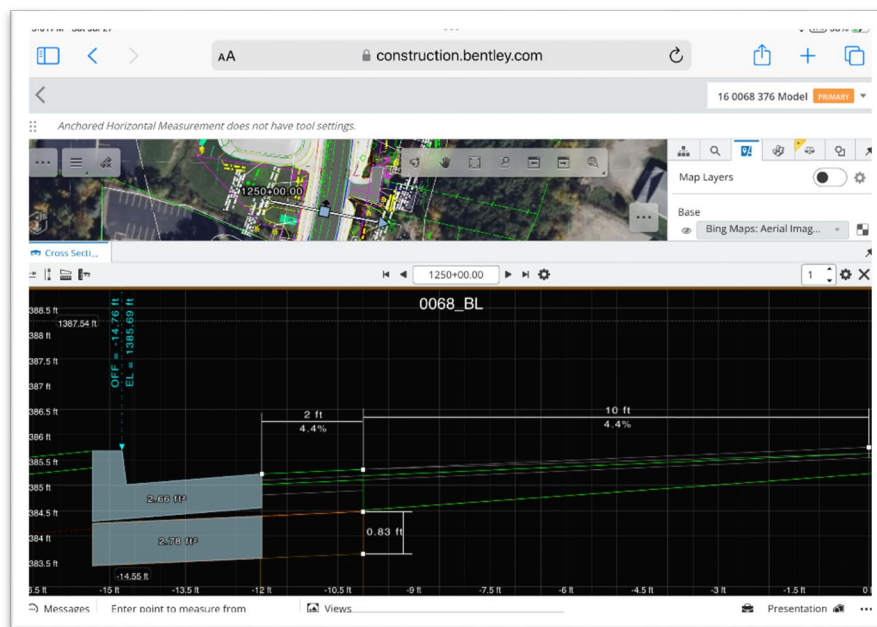 AA construction.bentley.com
16 0068 376 Model PRIMARY
Anchored Horizontal Measurement does not have tool settings.
1250+00.00
Map Layers
Base
Bing Maps: Aerial Imag...
Cross Secti...
1250+00.00
1
0068_BL
388.5 ft
1387.54 ft
388 ft
387.5 ft
387 ft
386.5 ft
386 ft
385.5 ft
385 ft
384.5 ft
384 ft
383.5 ft
OFF = -14.76 ft
EL = 1385.69 ft
2 ft
4.4%
10 ft
4.4%
2.66 ft²
2.78 ft²
0.83 ft
-14.55 ft
-15 ft -13.5 ft -12 ft -10.5 ft -9 ft -7.5 ft -6 ft -4.5 ft -3 ft -1.5 ft
Messages Enter point to measure from Views Presentation